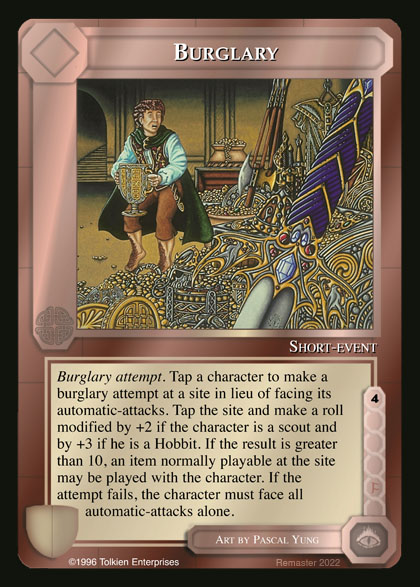 BURGLARY
SHORT-EVENT
Burglary attempt. Tap a character to make a
burglary attempt at a site in lieu of facing its
automatic-attacks. Tap the site and make a roll
modified by +2 if the character is a scout and
by +3 if he is a Hobbit. If the result is greater
than 10, an item normally playable at the site
may be played with the character. If the
attempt fails, the character must face all
automatic-attacks alone.
4
ART BY PASCAL YUNG
©1996 Tolkien Enterprises
Remaster 2022